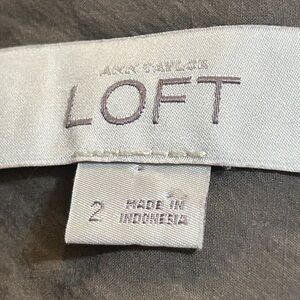 ANN TAYLOR
LOFT
2 MADE IN
INDONESIA